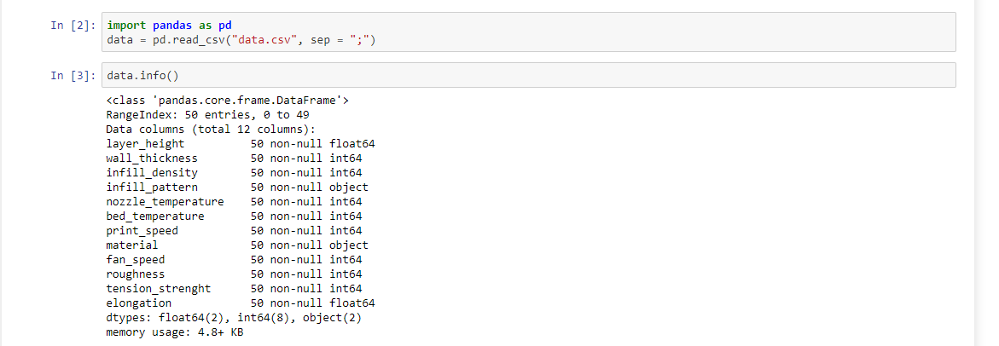 In [2]: import pandas as pd
data = pd.read_csv("data.csv", sep = ";")
In [3]: data.info()
<class 'pandas.core.frame.DataFrame'>
RangeIndex: 50 entries, 0 to 49
Data columns (total 12 columns):
layer_height 50 non-null float64
wall_thickness 50 non-null int64
infill_density 50 non-null int64
infill_pattern 50 non-null object
nozzle_temperature 50 non-null int64
bed_temperature 50 non-null int64
print_speed 50 non-null int64
material 50 non-null object
fan_speed 50 non-null int64
roughness 50 non-null int64
tension_strenght 50 non-null int64
elongation 50 non-null float64
dtypes: float64(2), int64(8), object(2)
memory usage: 4.8+ KB